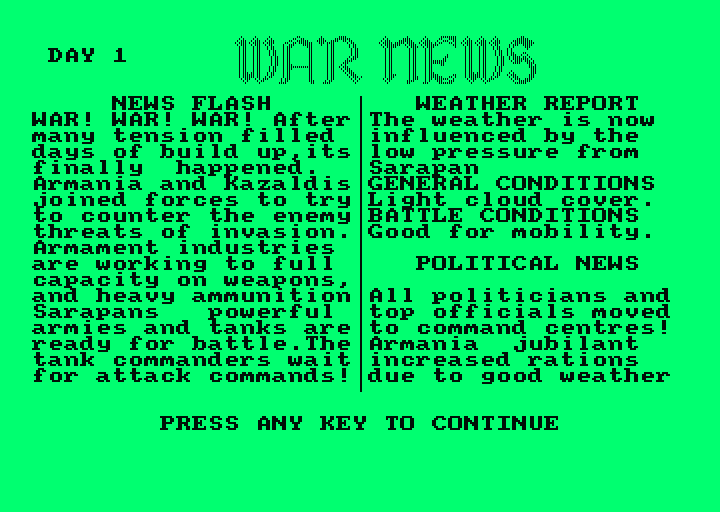 DAY 1
WAR NEWS
NEWS FLASH
WAR! WAR! WAR! After
many tension filled
days of build up,its
finally happened.
Armania and Kazaldis
joined forces to try
to counter the enemy
threats of invasion.
Armament industries
are working to full
capacity on weapons,
and heavy ammunition
Sarapans powerful
armies and tanks are
ready for battle.The
tank commanders wait
for attack commands!
WEATHER REPORT
The weather is now
influenced by the
low pressure from
Sarapan
GENERAL CONDITIONS
Light cloud cover.
BATTLE CONDITIONS
Good for mobility.
POLITICAL NEWS
All politicians and
top officials moved
to command centres!
Armania jubilant
increased rations
due to good weather
PRESS ANY KEY TO CONTINUE